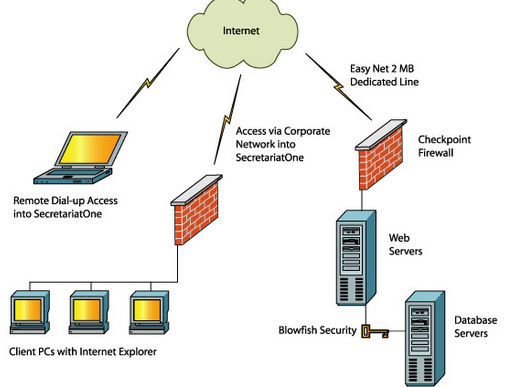 Internet
Easy Net 2 MB
Dedicated Line
Access via Corporate
Network into
SecretariatOne
Checkpoint
Firewall
Remote Dial-up Access
into SecretariatOne
Web
Servers
Blowfish Security
Database
Servers
Client PCs with Internet Explorer